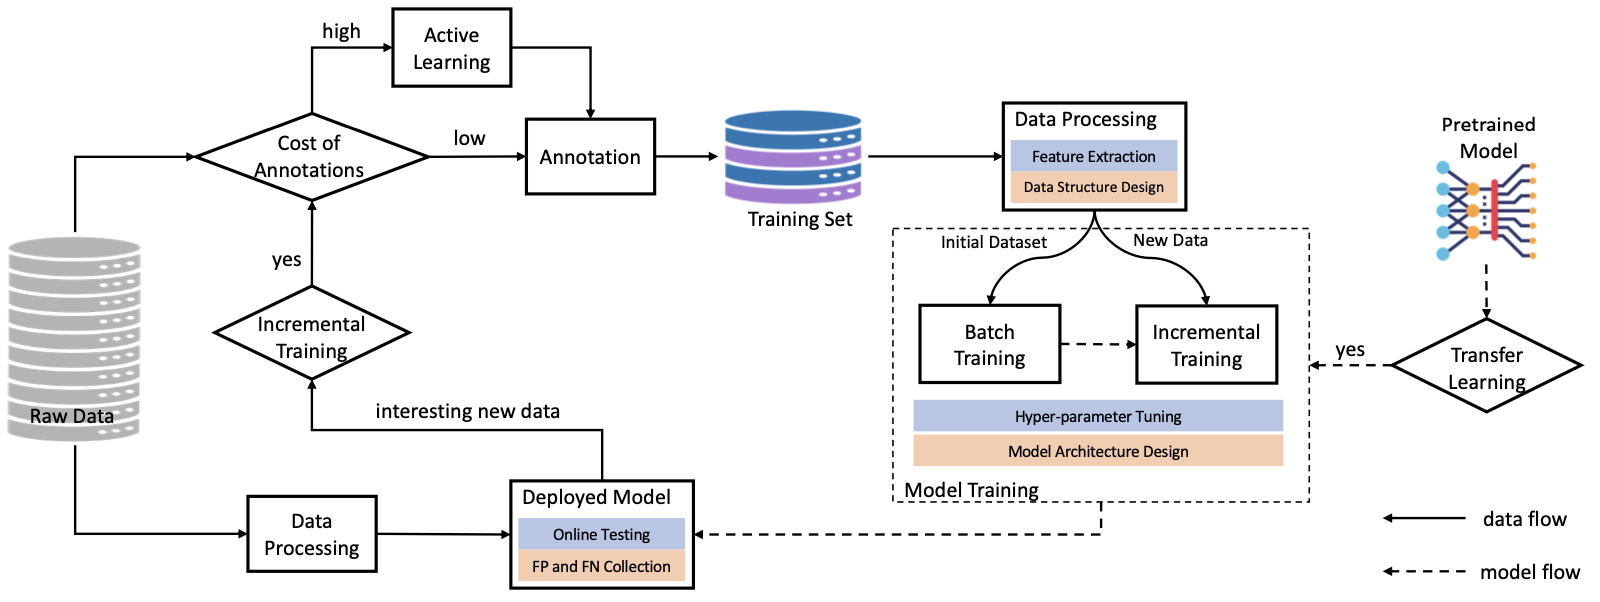 high
Active
Learning
Cost of
Annotations
low
Annotation
Training Set
Data Processing
Feature Extraction
Data Structure Design
Pretrained
Model
Initial Dataset
New Data
yes
Incremental
Training
Batch
Training
Incremental
Training
yes
Transfer
Learning
Raw Data
interesting new data
Hyper-parameter Tuning
Model Architecture Design
Model Training
Data
Processing
Deployed Model
Online Testing
FP and FN Collection
data flow
model flow